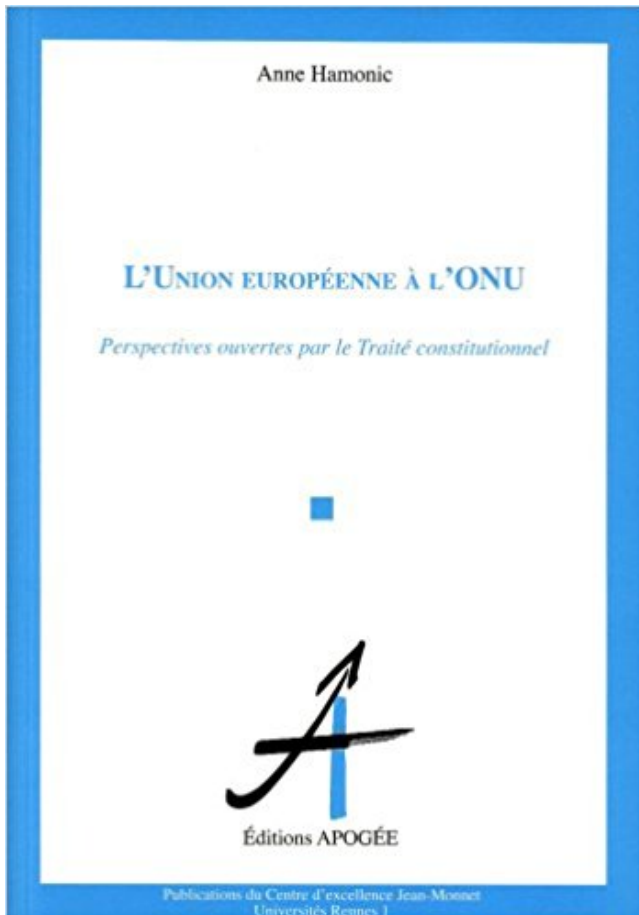 Anne Hamonic
L'UNION EUROPÉENNE À L'ONU
Perspectives ouvertes par le Traité constitutionnel
Éditions APOGÉE
Publications du Centre d'excellence Jean-Monnet
Universités Rennes 1